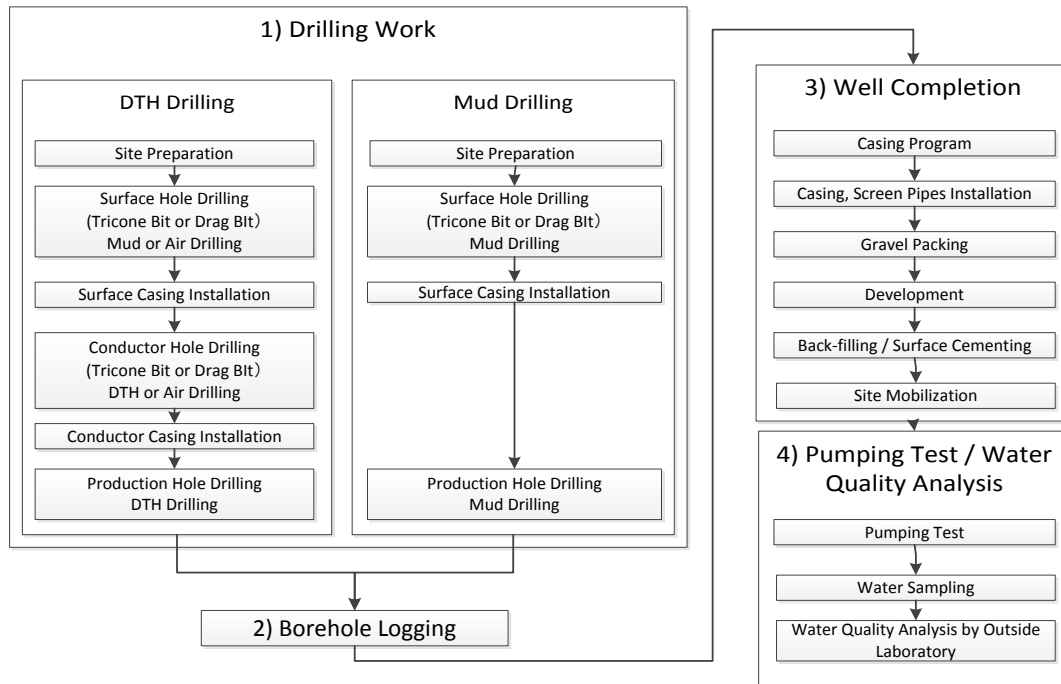 1) Drilling Work
DTH Drilling
Site Preparation
Surface Hole Drilling
(Tricone Bit or Drag BIt)
Mud or Air Drilling
Surface Casing Installation
Conductor Hole Drilling
(Tricone Bit or Drag BIt)
DTH or Air Drilling
Conductor Casing Installation
Production Hole Drilling
DTH Drilling
Mud Drilling
Site Preparation
Surface Hole Drilling
(Tricone Bit or Drag BIt)
Mud Drilling
Surface Casing Installation
Production Hole Drilling
Mud Drilling
2) Borehole Logging
3) Well Completion
Casing Program
Casing, Screen Pipes Installation
Gravel Packing
Development
Back-filling / Surface Cementing
Site Mobilization
4) Pumping Test / Water
Quality Analysis
Pumping Test
Water Sampling
Water Quality Analysis by Outside
Laboratory